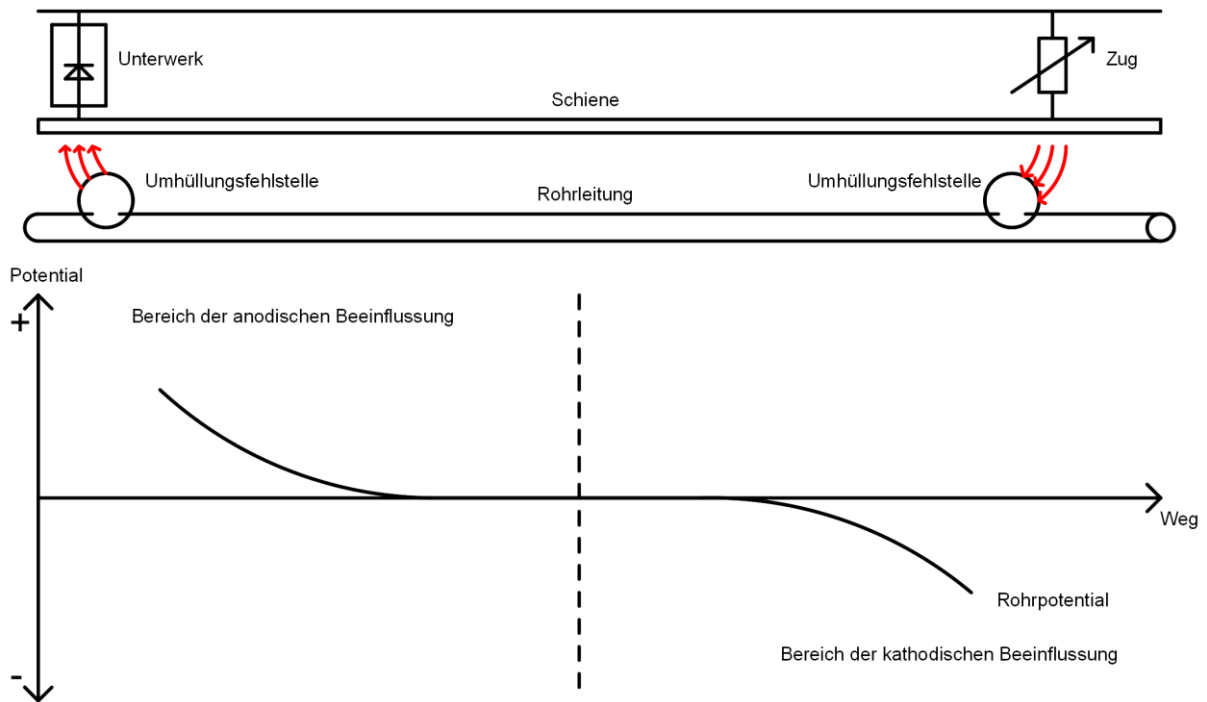 Unterwerk
Zug
Schiene
Umhüllungsfehlstelle
Umhüllungsfehlstelle
Rohrleitung
Potential
+
Bereich der anodischen Beeinflussung
Weg
Rohrpotential
Bereich der kathodischen Beeinflussung
-